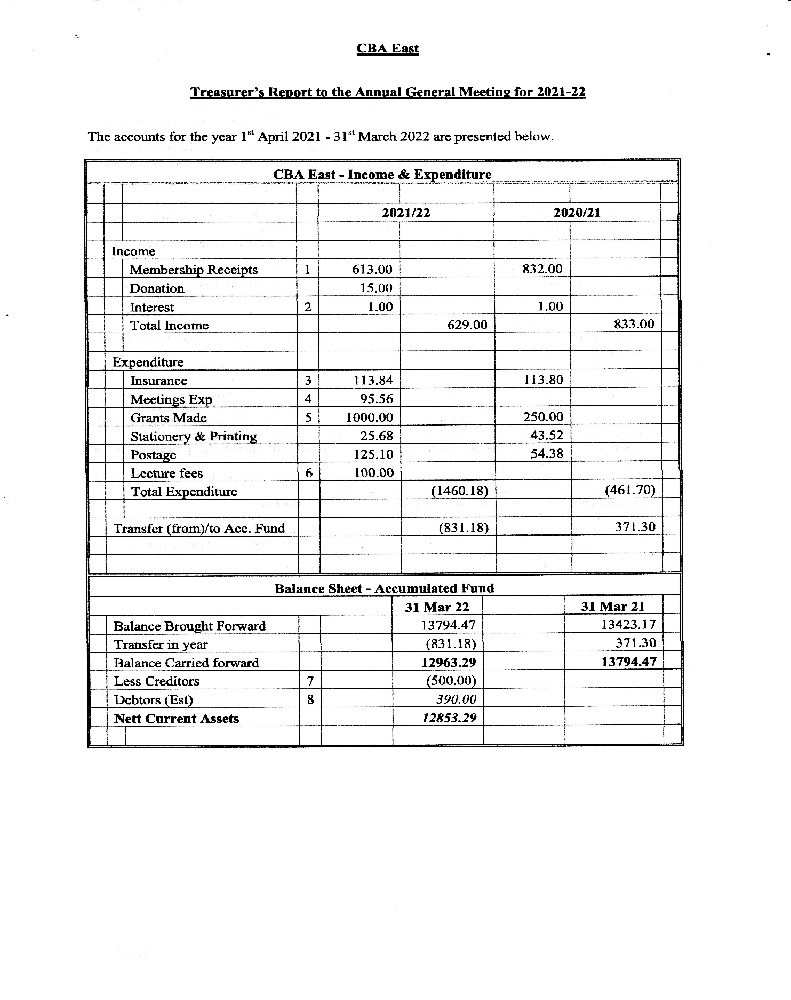 CBA East
Treasurer's Report to the Annual General Meeting for 2021-22
The accounts for the year 1st April 2021 - 31st March 2022 are presented below.
CBA East - Income & Expenditure
2021/22 2020/21
Income
Membership Receipts 1 613.00 832.00
Donation 15.00
Interest 2 1.00 1.00
Total Income 629.00 833.00
Expenditure
Insurance 3 113.84 113.80
Meetings Exp 4 95.56
Grants Made 5 1000.00 250.00
Stationery & Printing 25.68 43.52
Postage 125.10 54.38
Lecture fees 6 100.00
Total Expenditure (1460.18) (461.70)
Transfer (from)/to Acc. Fund (831.18) 371.30
Balance Sheet - Accumulated Fund
31 Mar 22 31 Mar 21
Balance Brought Forward 13794.47 13423.17
Transfer in year (831.18) 371.30
Balance Carried forward 12963.29 13794.47
Less Creditors 7 (500.00)
Debtors (Est) 8 390.00
Nett Current Assets 12853.29